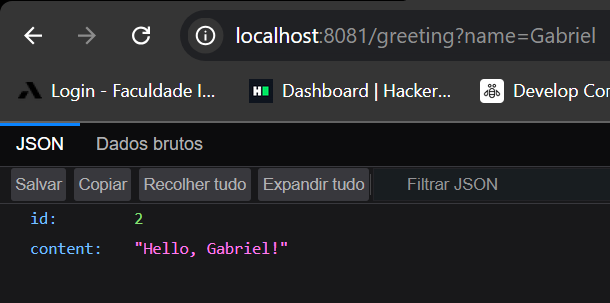 localhost:8081/greeting?name=Gabriel
Login - Faculdade I... Dashboard | Hacker... Develop Cor
JSON Dados brutos
Salvar Copiar Recolher tudo Expandir tudo Filtrar JSON
id: 2
content: "Hello, Gabriel!"